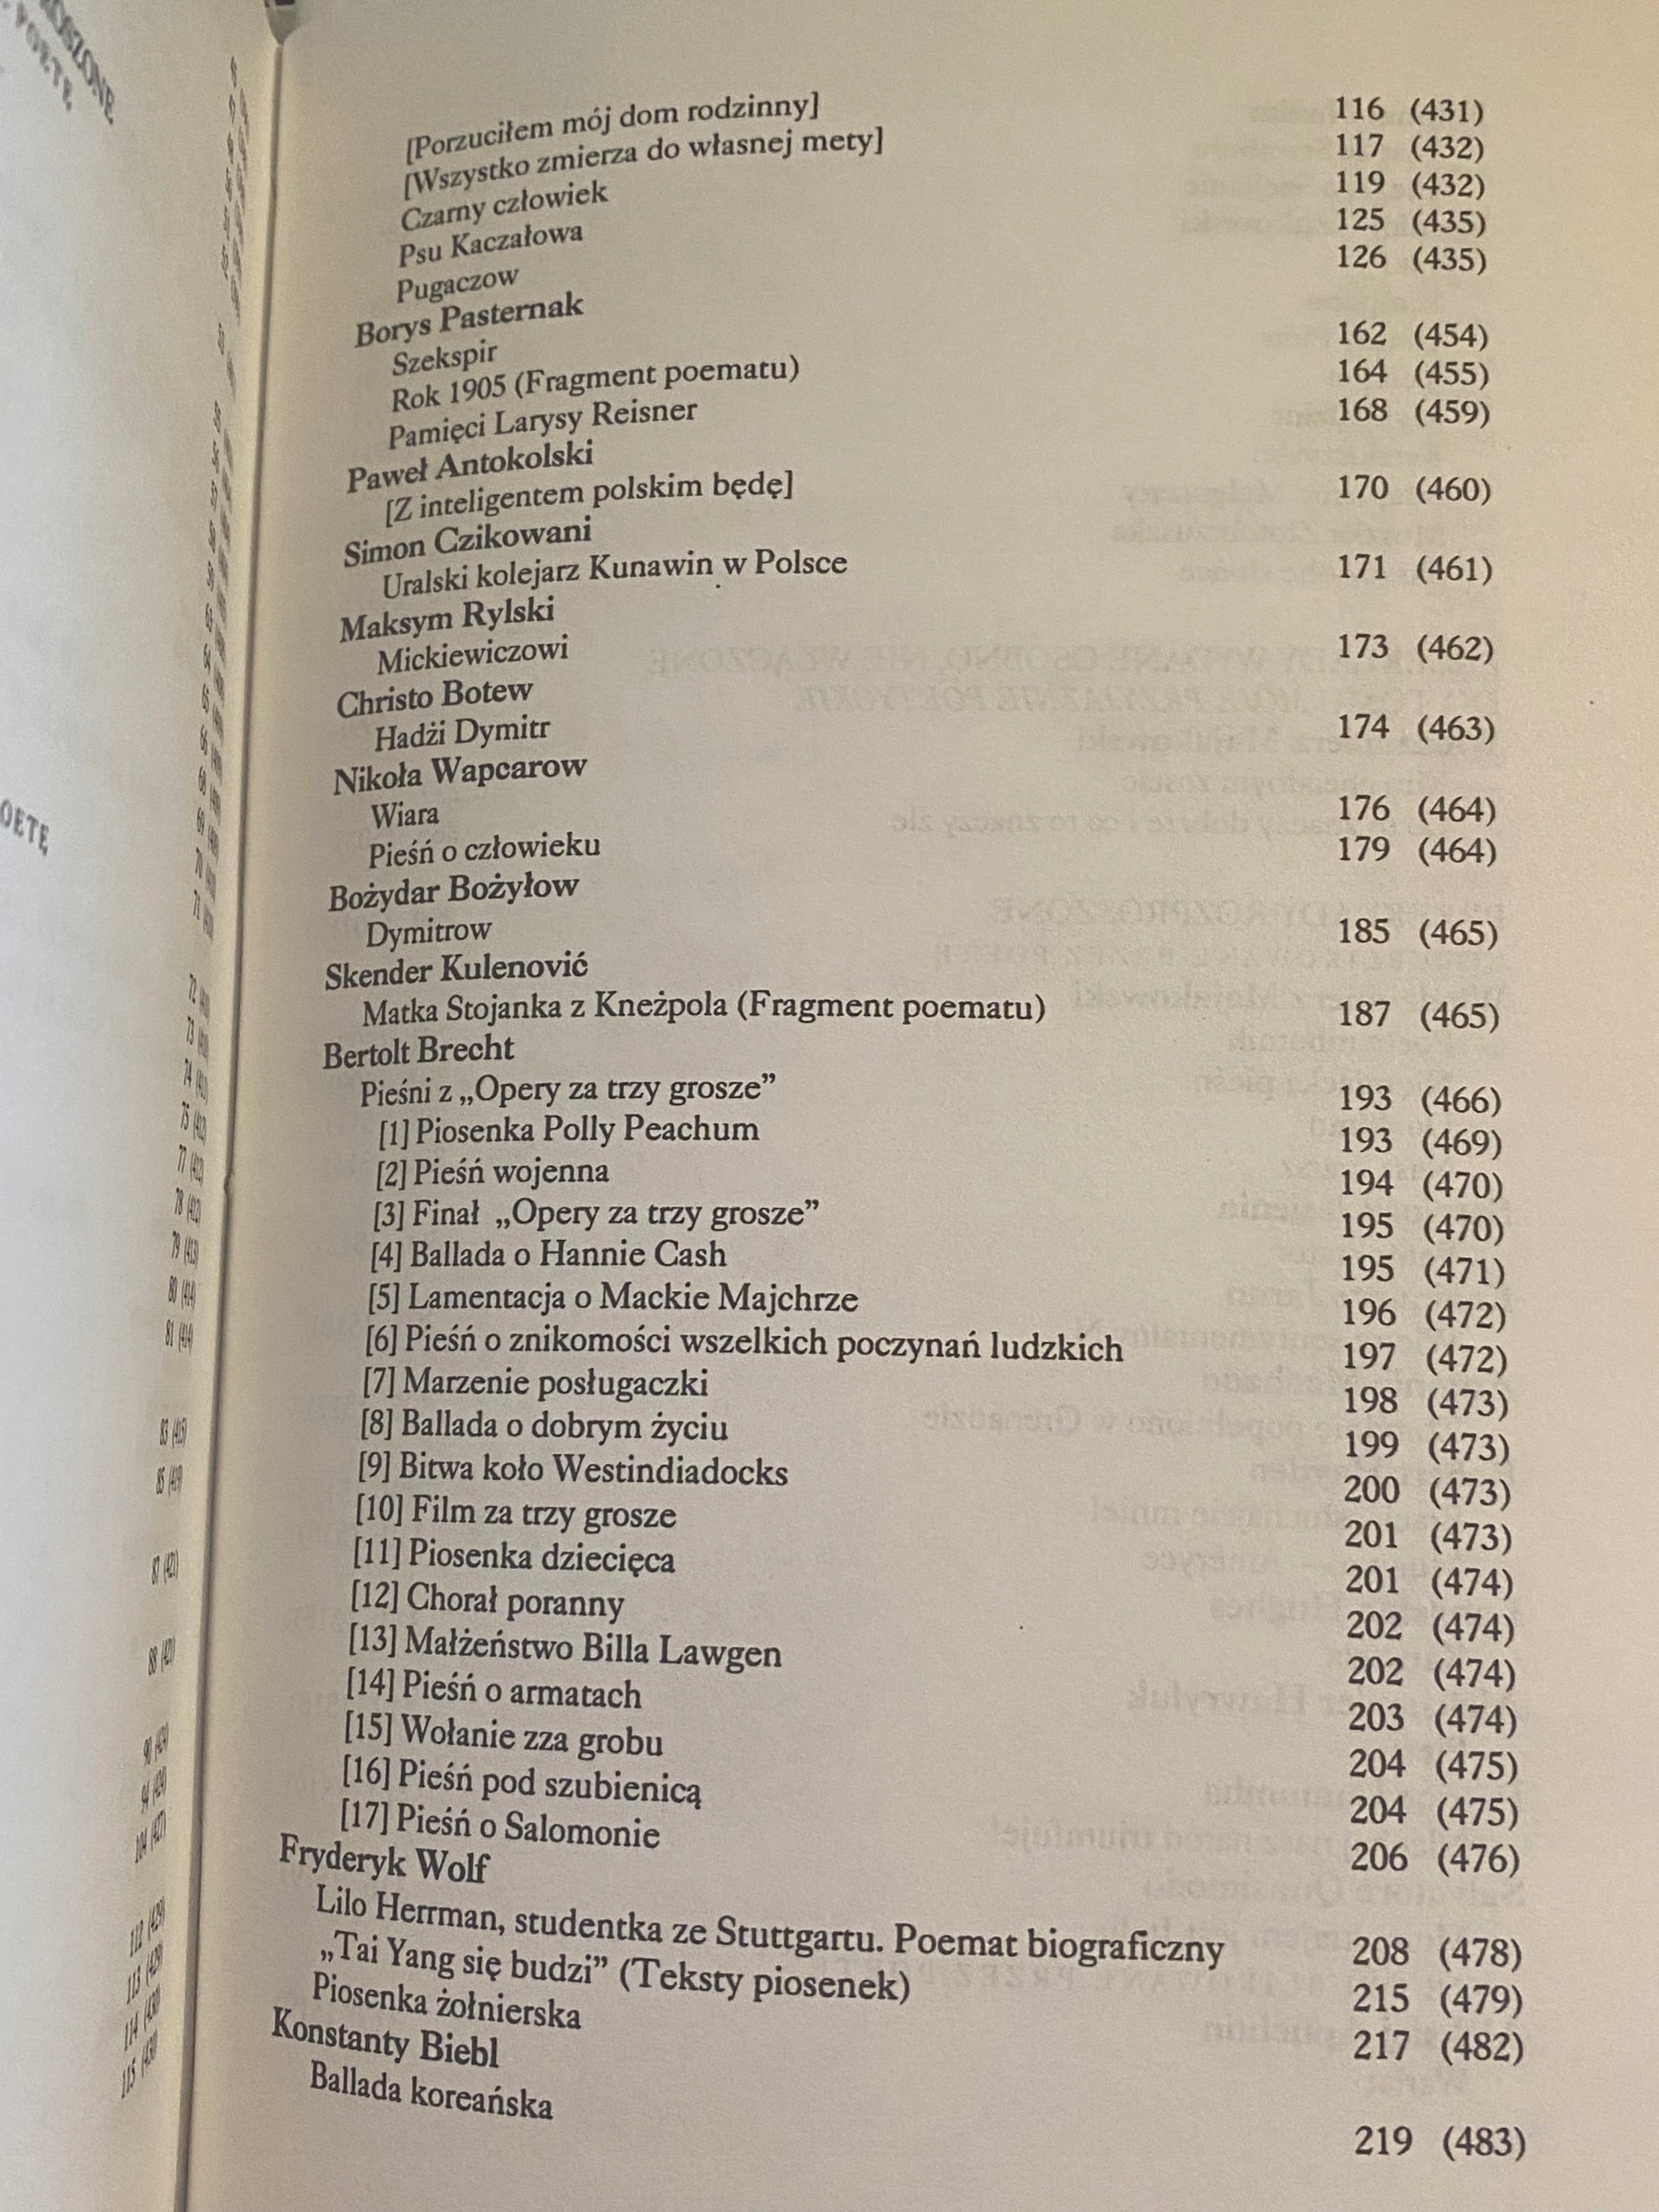 [Porzuciłem mój dom rodzinny] 116 (431)
[Wszystko zmierza do własnej mety] 117 (432)
Czarny człowiek 119 (432)
Psu Kaczałowa 125 (435)
Pugaczow 126 (435)
Borys Pasternak
Szekspir 162 (454)
Rok 1905 (Fragment poematu) 164 (455)
Pamięci Larysy Reisner 168 (459)
Paweł Antokolski
[Z inteligentem polskim będę] 170 (460)
Simon Czikowani
Uralski kolejarz Kunawin w Polsce 171 (461)
Maksym Rylski
Mickiewiczowi 173 (462)
Christo Botew
Hadżi Dymitr 174 (463)
Nikoła Wapcarow
Wiara 176 (464)
Pieśń o człowieku 179 (464)
Bożydar Bożyłow
Dymitrow 185 (465)
Skender Kulenović
Matka Stojanka z Kneżpola (Fragment poematu) 187 (465)
Bertolt Brecht
Pieśni z „Opery za trzy grosze” 193 (466)
[1] Piosenka Polly Peachum 193 (469)
[2] Pieśń wojenna 194 (470)
[3] Finał „Opery za trzy grosze” 195 (470)
[4] Ballada o Hannie Cash 195 (471)
[5] Lamentacja o Mackie Majchrze 196 (472)
[6] Pieśń o znikomości wszelkich poczynań ludzkich 197 (472)
[7] Marzenie posługaczki 198 (473)
[8] Ballada o dobrym życiu 199 (473)
[9] Bitwa koło Westindiadocks 200 (473)
[10] Film za trzy grosze 201 (473)
[11] Piosenka dziecięca 201 (474)
[12] Chorał poranny 202 (474)
[13] Małżeństwo Billa Lawgen 202 (474)
[14] Pieśń o armatach 203 (474)
[15] Wołanie zza grobu 204 (475)
[16] Pieśń pod szubienicą 204 (475)
[17] Pieśń o Salomonie 206 (476)
Fryderyk Wolf
Lilo Herrman, studentka ze Stuttgartu. Poemat biograficzny 208 (478)
„Tai Yang się budzi” (Teksty piosenek) 215 (479)
Piosenka żołnierska 217 (482)
Konstanty Biebl
Ballada koreańska 219 (483)